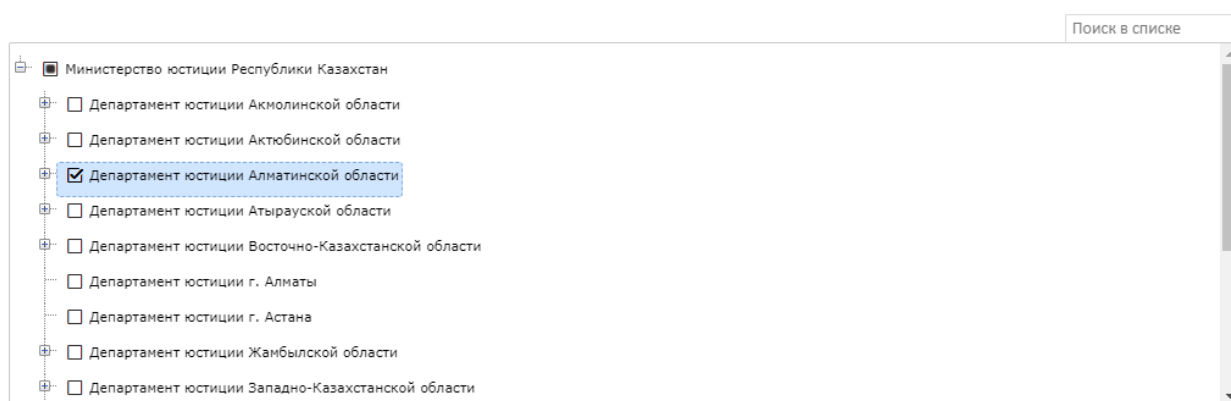 Поиск в списке
Министерство юстиции Республики Казахстан
Департамент юстиции Акмолинской области
Департамент юстиции Актюбинской области
Департамент юстиции Алматинской области
Департамент юстиции Атырауской области
Департамент юстиции Восточно-Казахстанской области
Департамент юстиции г. Алматы
Департамент юстиции г. Астана
Департамент юстиции Жамбылской области
Департамент юстиции Западно-Казахстанской области